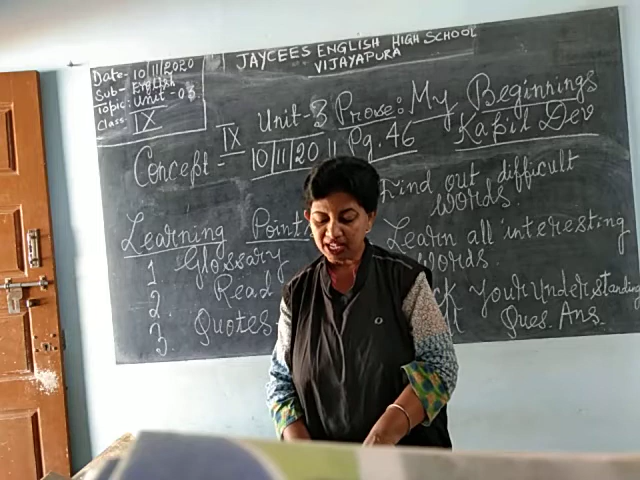 Date- 10/11/2020
Sub- English
Topic: Unit-03
Class: IX
JAYCEES ENGLISH HIGH SCHOOL
VIJAYAPURA
IX Unit-3 Prose: My Beginnings
Concept = 10/11/20 11 Pg. 46 Kapil Dev
Find out difficult
words.
Learning Points
Learn all interesting
words.
1 Glossary
2. Read
Your understanding
3. Quotes-
Ques. Ans.